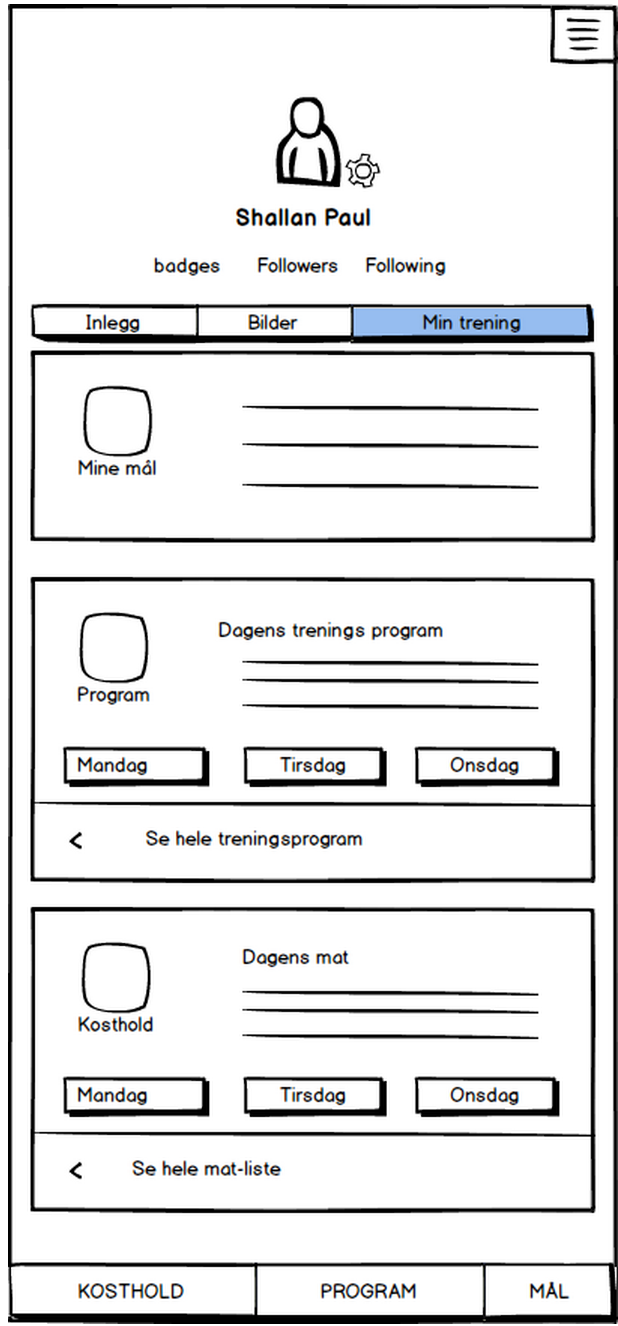 Shallan Paul
badges Followers Following
Inlegg Bilder Min trening
Mine mål
Dagens trenings program
Program
Mandag Tirsdag Onsdag
< Se hele treningsprogram
Dagens mat
Kosthold
Mandag Tirsdag Onsdag
< Se hele mat-liste
KOSTHOLD PROGRAM MÅL